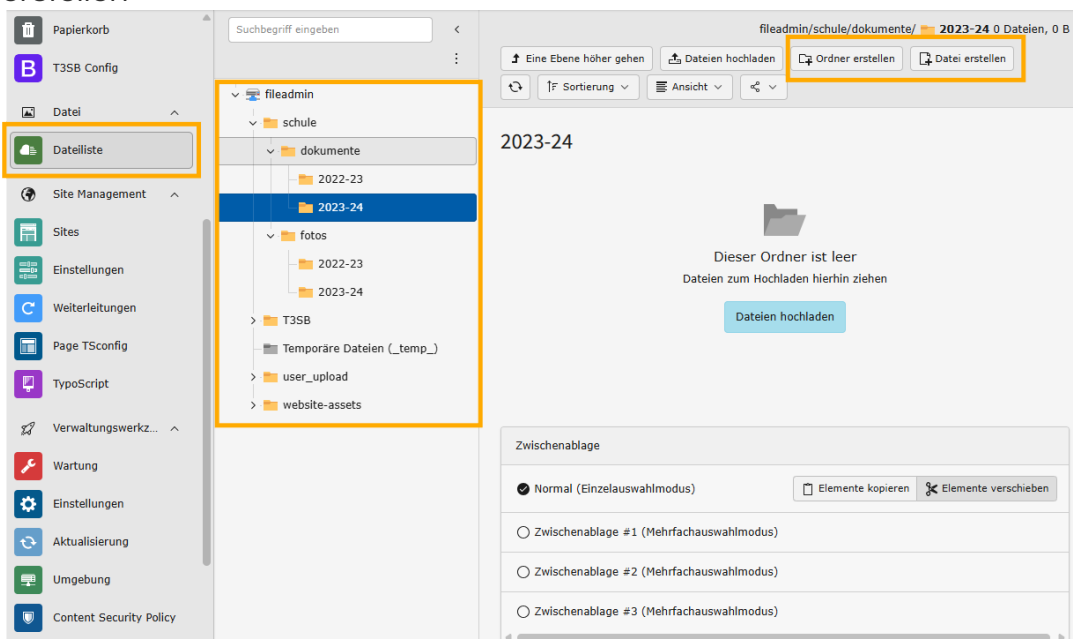 Papierkorb
T3SB Config
Datei
Dateiliste
Site Management
Sites
Einstellungen
Weiterleitungen
Page TSconfig
TypoScript
Verwaltungswerkz...
Wartung
Einstellungen
Aktualisierung
Umgebung
Content Security Policy
Suchbegriff eingeben
fileadmin
schule
dokumente
2022-23
2023-24
fotos
2022-23
2023-24
T3SB
Temporäre Dateien (_temp_)
user_upload
website-assets
fileadmin/schule/dokumente/ 2023-24 0 Dateien, 0 B
Eine Ebene höher gehen Dateien hochladen Ordner erstellen Datei erstellen
Sortierung Ansicht
2023-24
Dieser Ordner ist leer
Dateien zum Hochladen hierhin ziehen
Dateien hochladen
Zwischenablage
Normal (Einzelauswahlmodus) Elemente kopieren Elemente verschieben
Zwischenablage #1 (Mehrfachauswahlmodus)
Zwischenablage #2 (Mehrfachauswahlmodus)
Zwischenablage #3 (Mehrfachauswahlmodus)